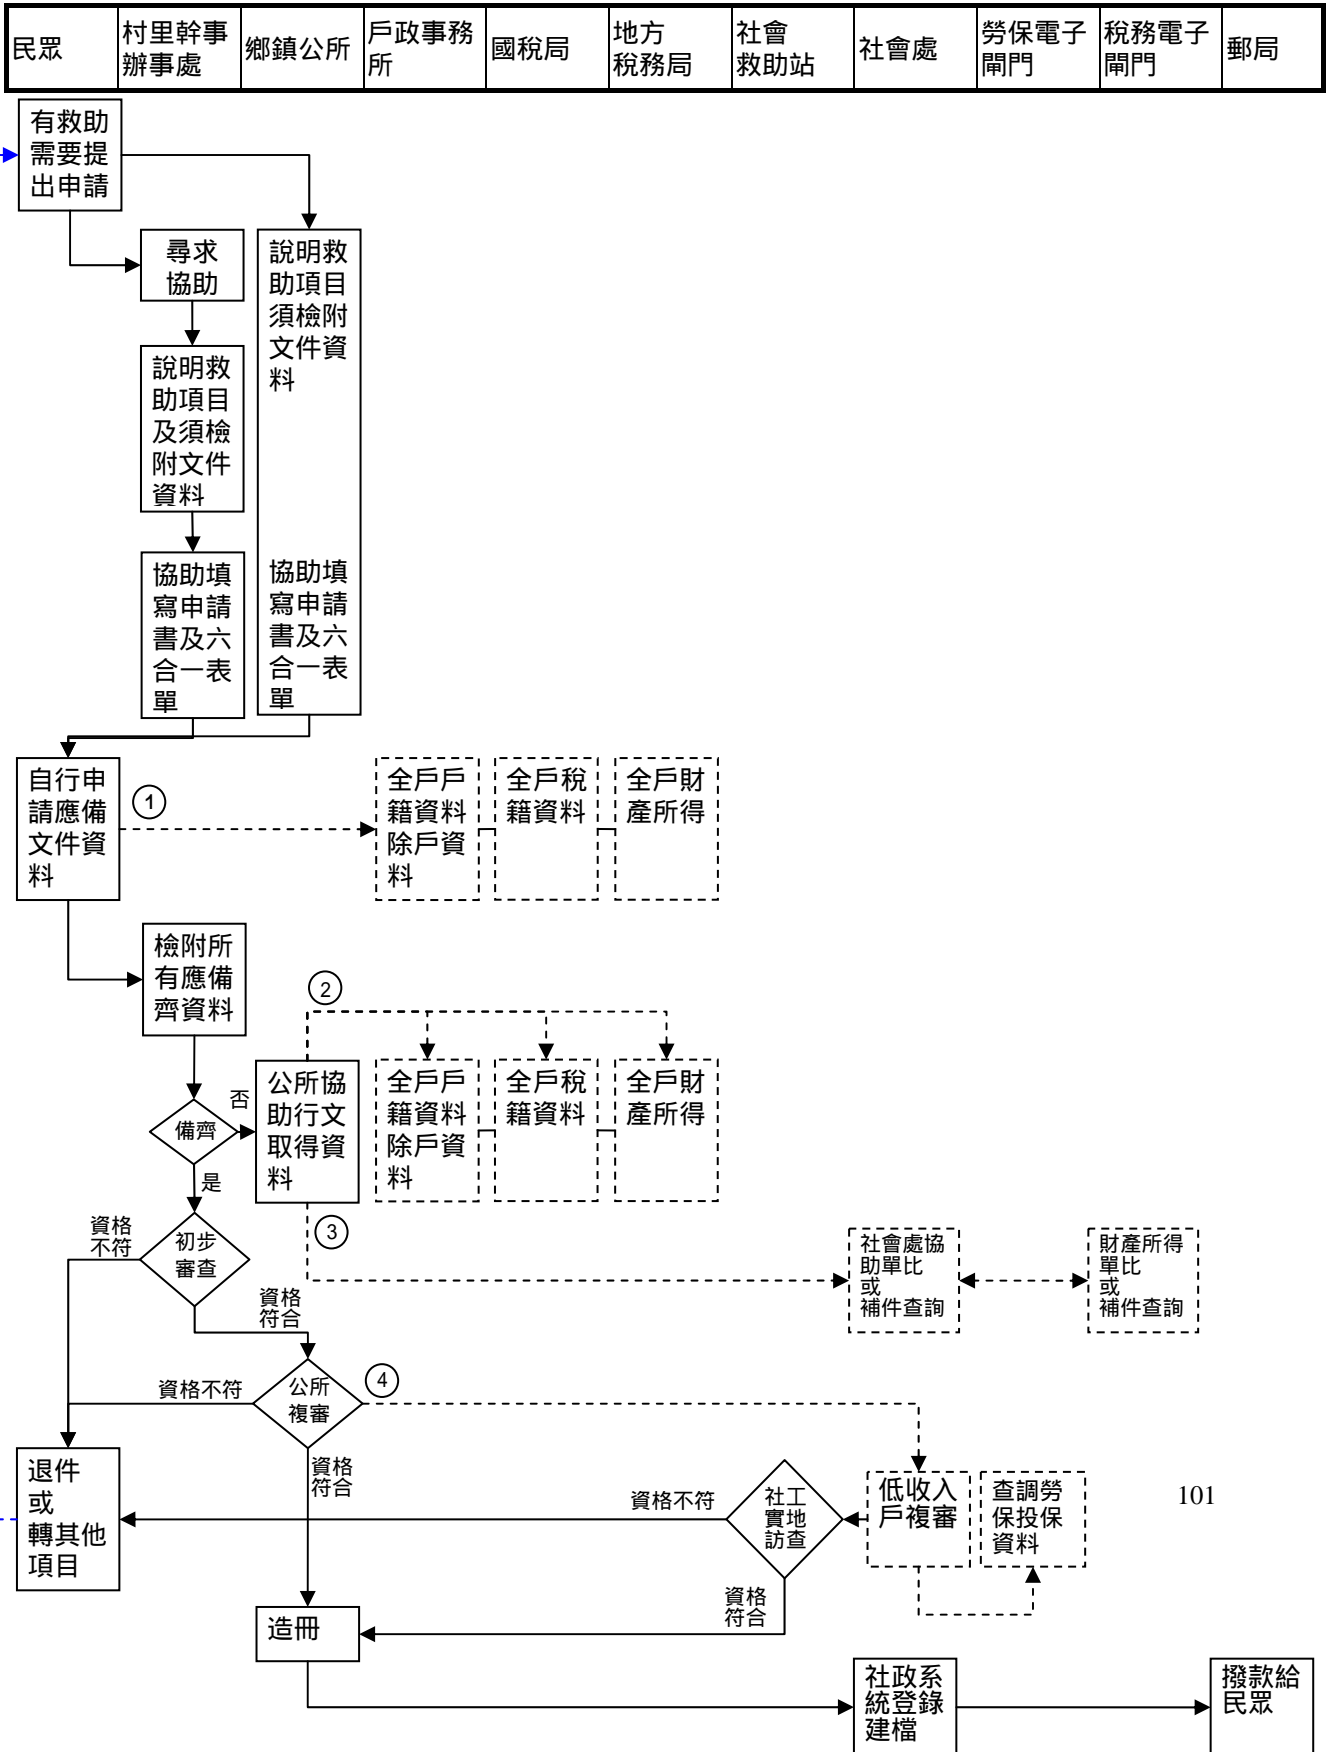 民眾
村里幹事
辦事處
鄉鎮公所
戶政事務
所
國稅局
地方
稅務局
社會
救助站
社會處
勞保電子
閘門
稅務電子
閘門
郵局
有救助
需要提
出申請
尋求
協助
說明救
助項目
須檢附
文件資
料
說明救
助項目
及須檢
附文件
資料
協助填
寫申請
書及六
合一表
單
協助填
寫申請
書及六
合一表
單
自行申
請應備
文件資
料
1
全戶戶
籍資料
除戶資
料
全戶稅
籍資料
全戶財
產所得
檢附所
有應備
齊資料
2
否
備齊
公所協
助行文
取得資
料
全戶戶
籍資料
除戶資
料
全戶稅
籍資料
全戶財
產所得
是
3
資格
不符
初步
審查
社會處協
助單比
或
補件查詢
財產所得
單比
或
補件查詢
資格
符合
資格不符
公所
複審
4
退件
或
轉其他
項目
資格
符合
資格不符
社工
實地
訪查
低收入
戶複審
查調勞
保投保
資料
101
資格
符合
造冊
社政系
統登錄
建檔
撥款給
民眾